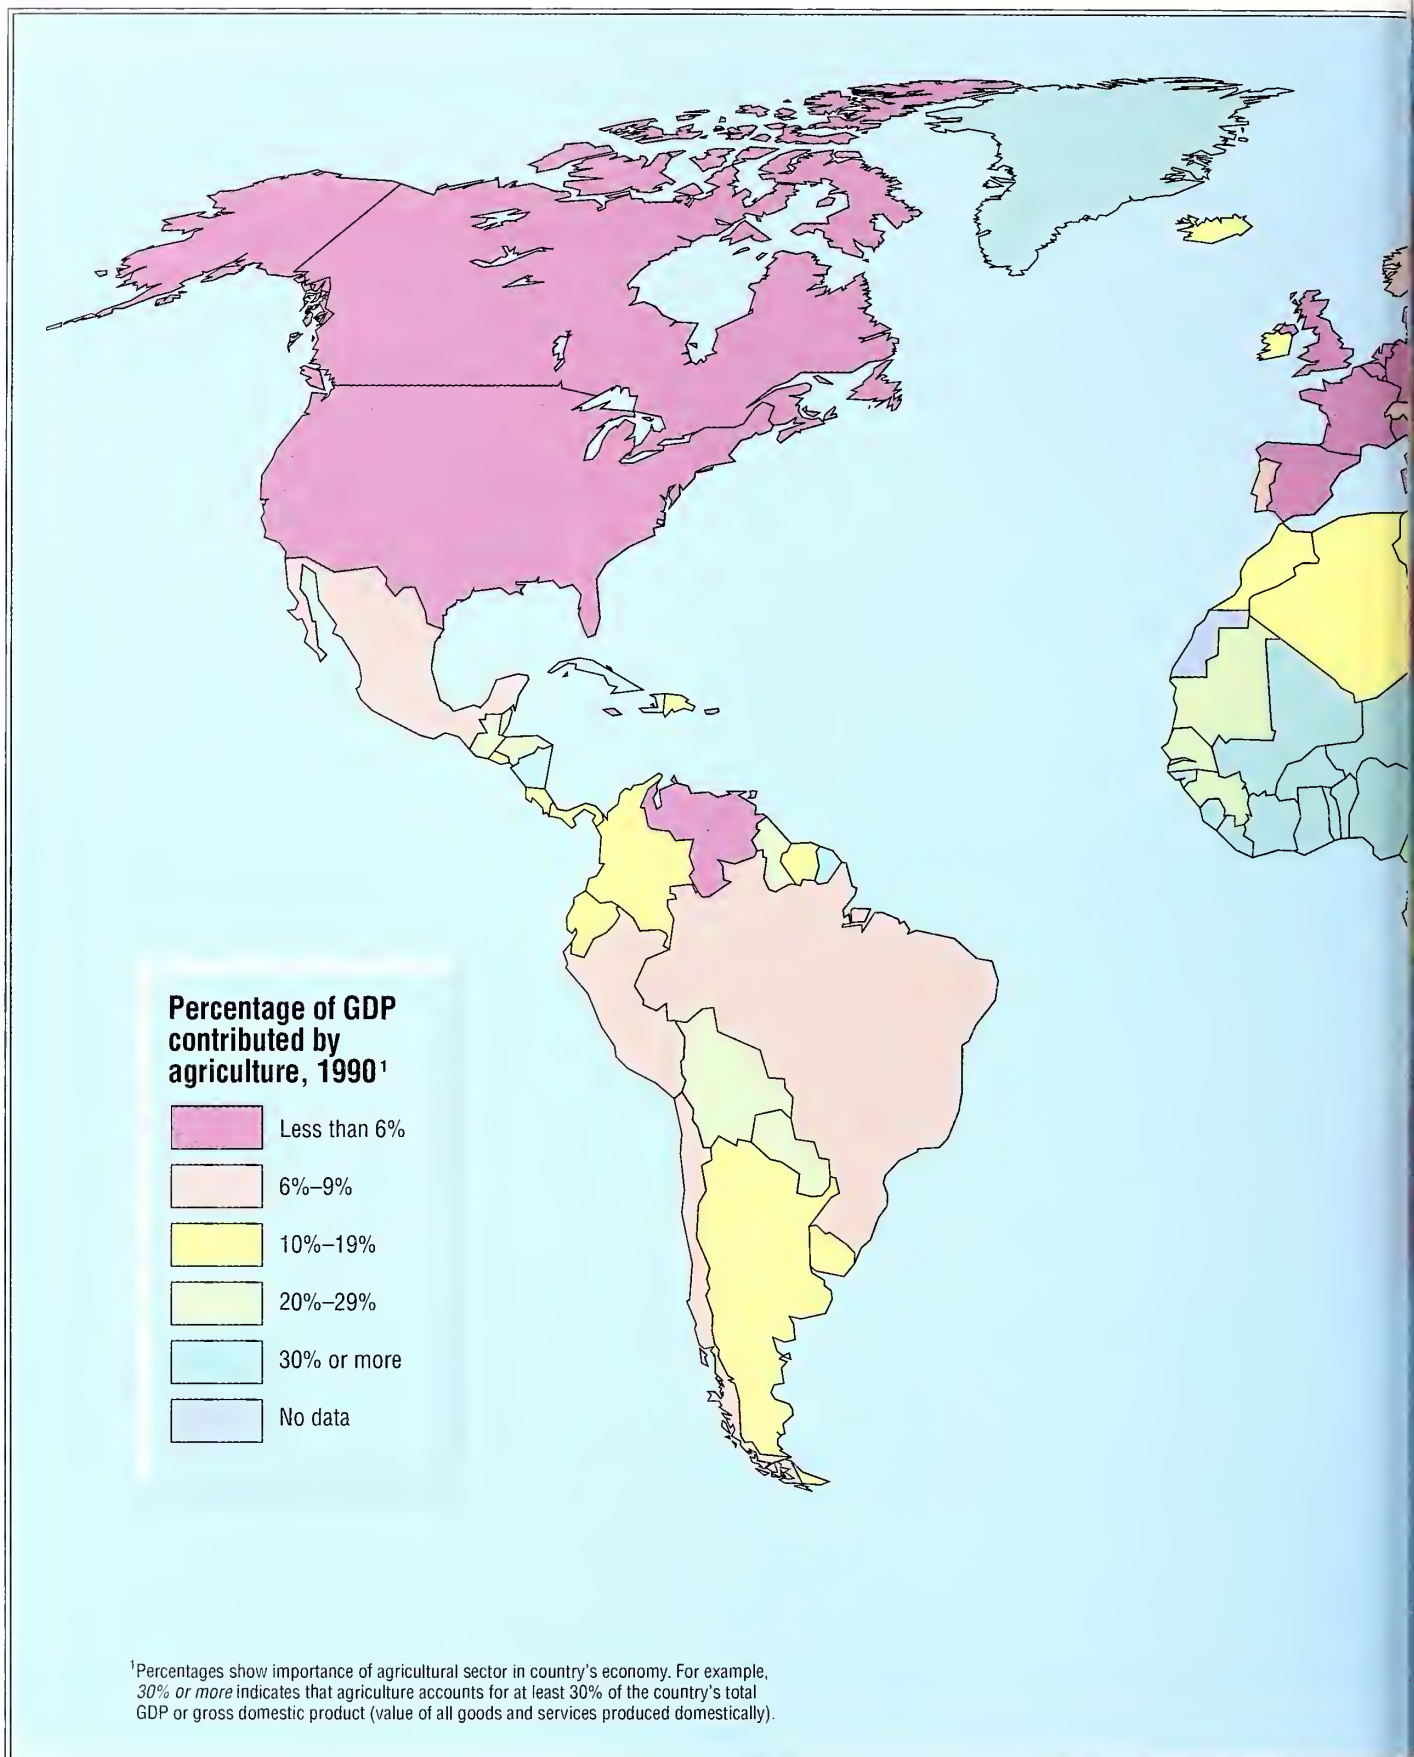 Percentage of GDP
contributed by
agriculture, 1990¹
Less than 6%
6%–9%
10%–19%
20%–29%
30% or more
No data
¹Percentages show importance of agricultural sector in country's economy. For example,
30% or more indicates that agriculture accounts for at least 30% of the country's total
GDP or gross domestic product (value of all goods and services produced domestically).